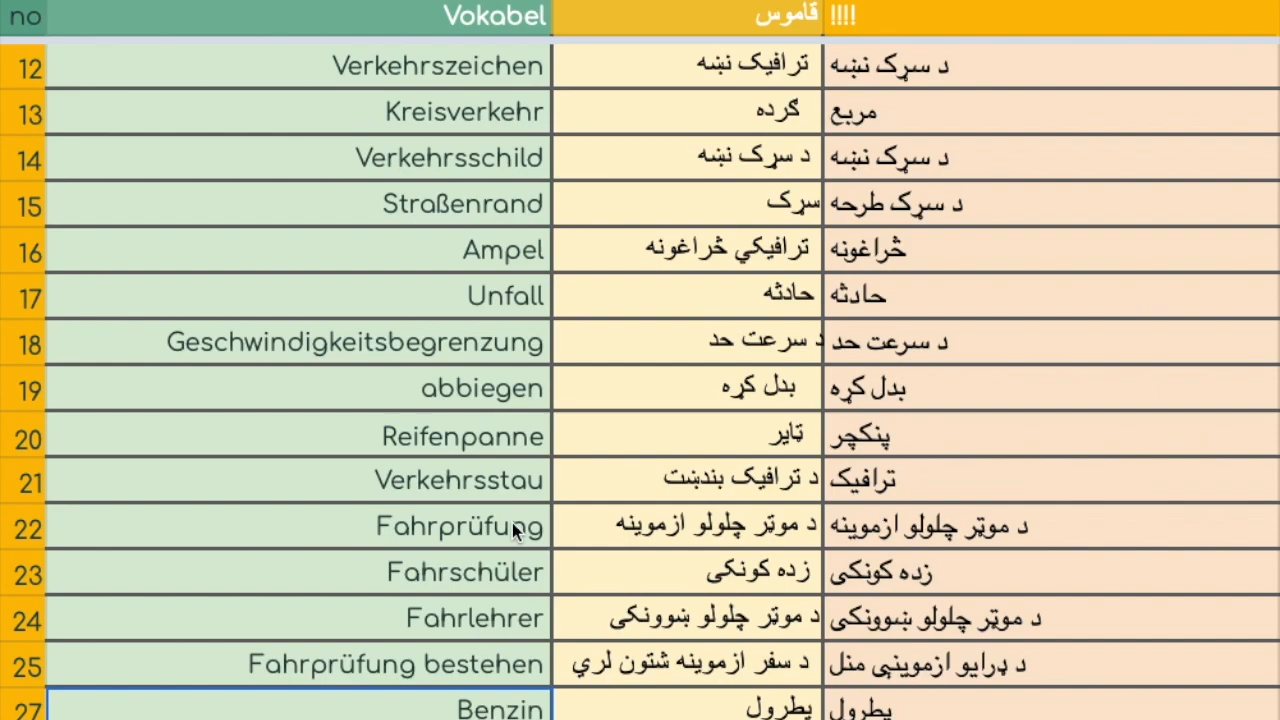 no Vokabel قاموس !!!!
12 Verkehrszeichen ترافیک نښه د سړک نښه
13 Kreisverkehr ګرده مربع
14 Verkehrsschild د سړک نښه د سړک نښه
15 Straßenrand سړک د سړک طرحه
16 Ampel ترافیکي څراغونه څراغونه
17 Unfall حادثه حادثه
18 Geschwindigkeitsbegrenzung د سرعت حد د سرعت حد
19 abbiegen بدل کړه بدل کړه
20 Reifenpanne ټایر پنکچر
21 Verkehrsstau د ترافیک بندښت ترافیک
22 Fahrprüfung د موټر چلولو ازموینه د موټر چلولو ازموینه
23 Fahrschüler زده کونکی زده کونکی
24 Fahrlehrer د موټر چلولو ښوونکی د موټر چلولو ښوونکی
25 Fahrprüfung bestehen د سفر ازموینه شتون لري د ډرایو ازموینې منل
27 Benzin پطرول پطرول